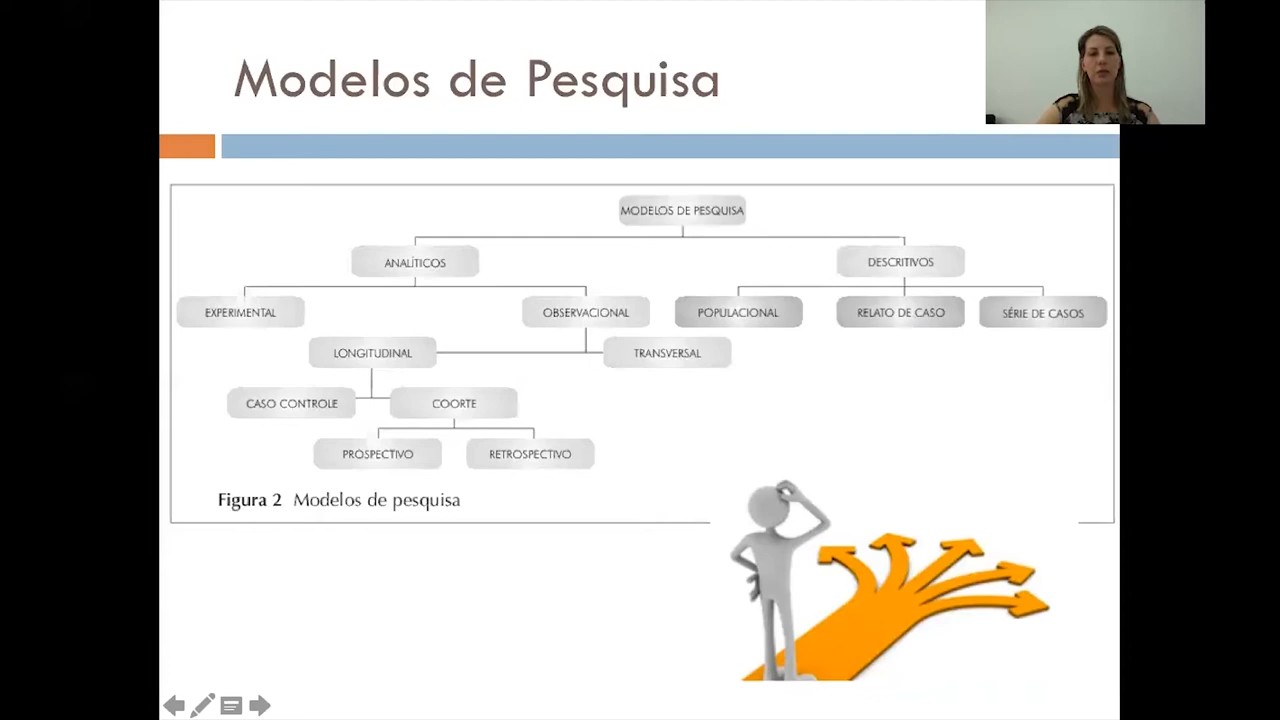 Modelos de Pesquisa
MODELOS DE PESQUISA
ANALÍTICOS
DESCRITIVOS
EXPERIMENTAL
OBSERVACIONAL
POPULACIONAL
RELATO DE CASO
SÉRIE DE CASOS
LONGITUDINAL
TRANSVERSAL
CASO CONTROLE
COORTE
PROSPECTIVO
RETROSPECTIVO
Figura 2 Modelos de pesquisa